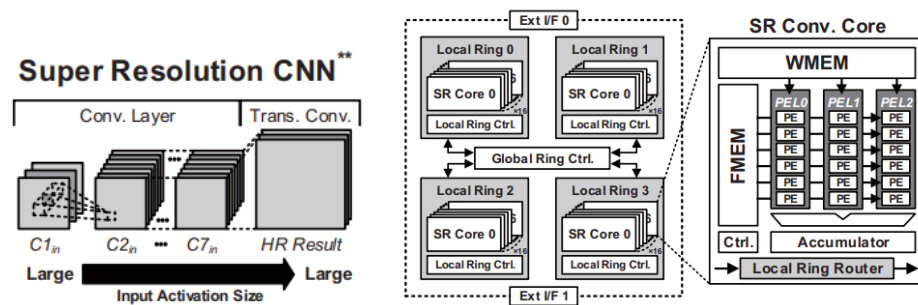 Super Resolution CNN**
Conv. Layer
Trans. Conv.
C1in
C2in
C7in
HR Result
Large
Large
Input Activation Size
Ext I/F 0
Local Ring 0
SR Core 0
×16
Local Ring Ctrl.
Local Ring 1
SR Core 0
×16
Local Ring Ctrl.
Global Ring Ctrl.
Local Ring 2
SR Core 0
×16
Local Ring Ctrl.
Local Ring 3
SR Core 0
×16
Local Ring Ctrl.
Ext I/F 1
SR Conv. Core
WMEM
FMEM
PEL0 PEL1 PEL2
PE PE PE
PE PE PE
PE PE PE
PE PE PE
PE PE PE
PE PE PE
Ctrl.
Accumulator
Local Ring Router